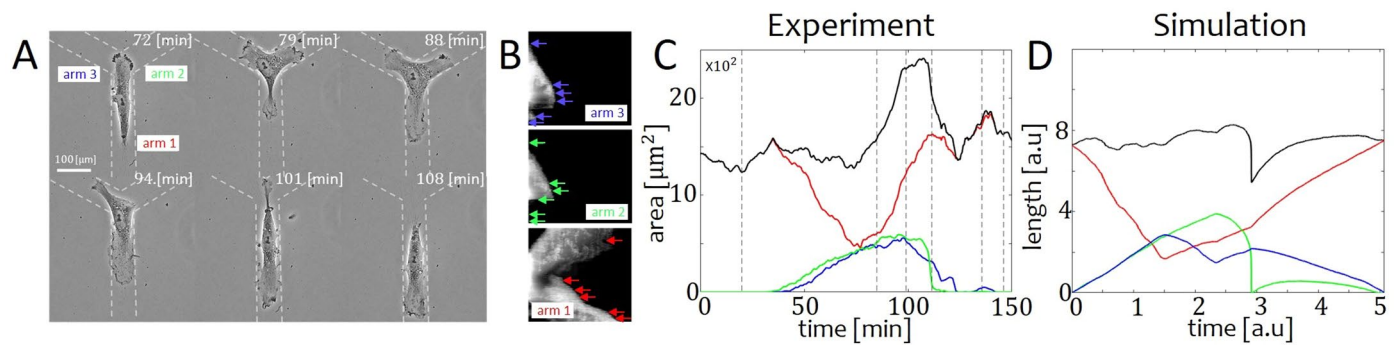 Experiment
Simulation
A
72 [min]
79 [min]
88 [min]
arm 3
arm 2
arm 1
100 [μm]
94 [min]
101 [min]
108 [min]
B
arm 3
arm 2
arm 1
C
x10²
20
10
0
area [μm²]
0
50
100
150
time [min]
D
8
4
0
length [a.u]
0
1
2
3
4
5
time [a.u]